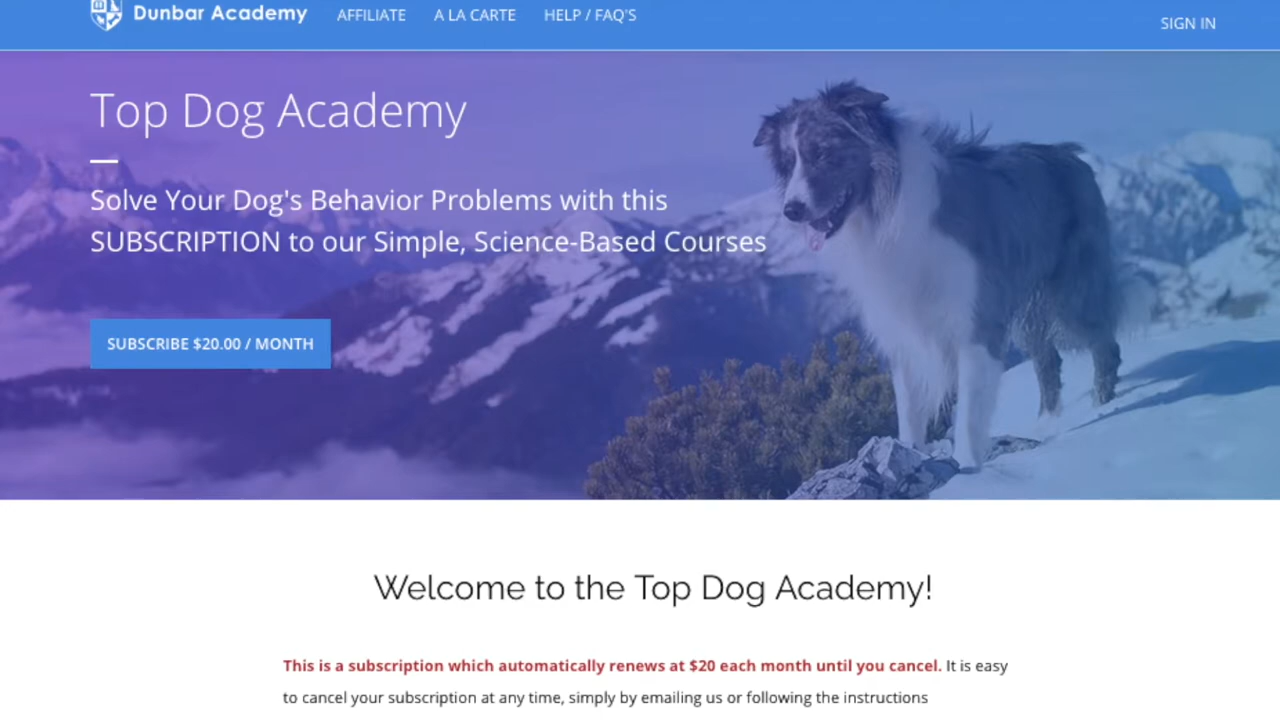 Dunbar Academy
AFFILIATE
A LA CARTE
HELP / FAQ'S
SIGN IN
Top Dog Academy
Solve Your Dog's Behavior Problems with this
SUBSCRIPTION to our Simple, Science-Based Courses
SUBSCRIBE $20.00 / MONTH
Welcome to the Top Dog Academy!
This is a subscription which automatically renews at $20 each month until you cancel. It is easy
to cancel your subscription at any time, simply by emailing us or following the instructions